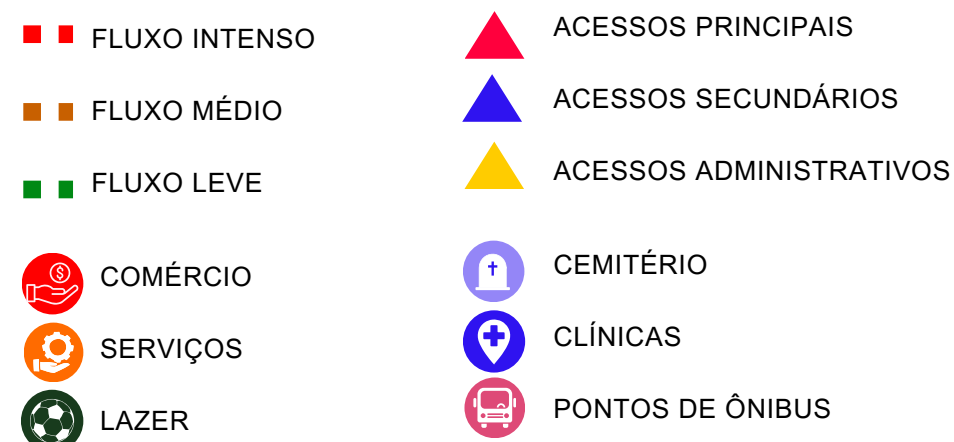 FLUXO INTENSO
FLUXO MÉDIO
FLUXO LEVE
COMÉRCIO
$
SERVIÇOS
LAZER
ACESSOS PRINCIPAIS
ACESSOS SECUNDÁRIOS
ACESSOS ADMINISTRATIVOS
CEMITÉRIO
CLÍNICAS
PONTOS DE ÔNIBUS